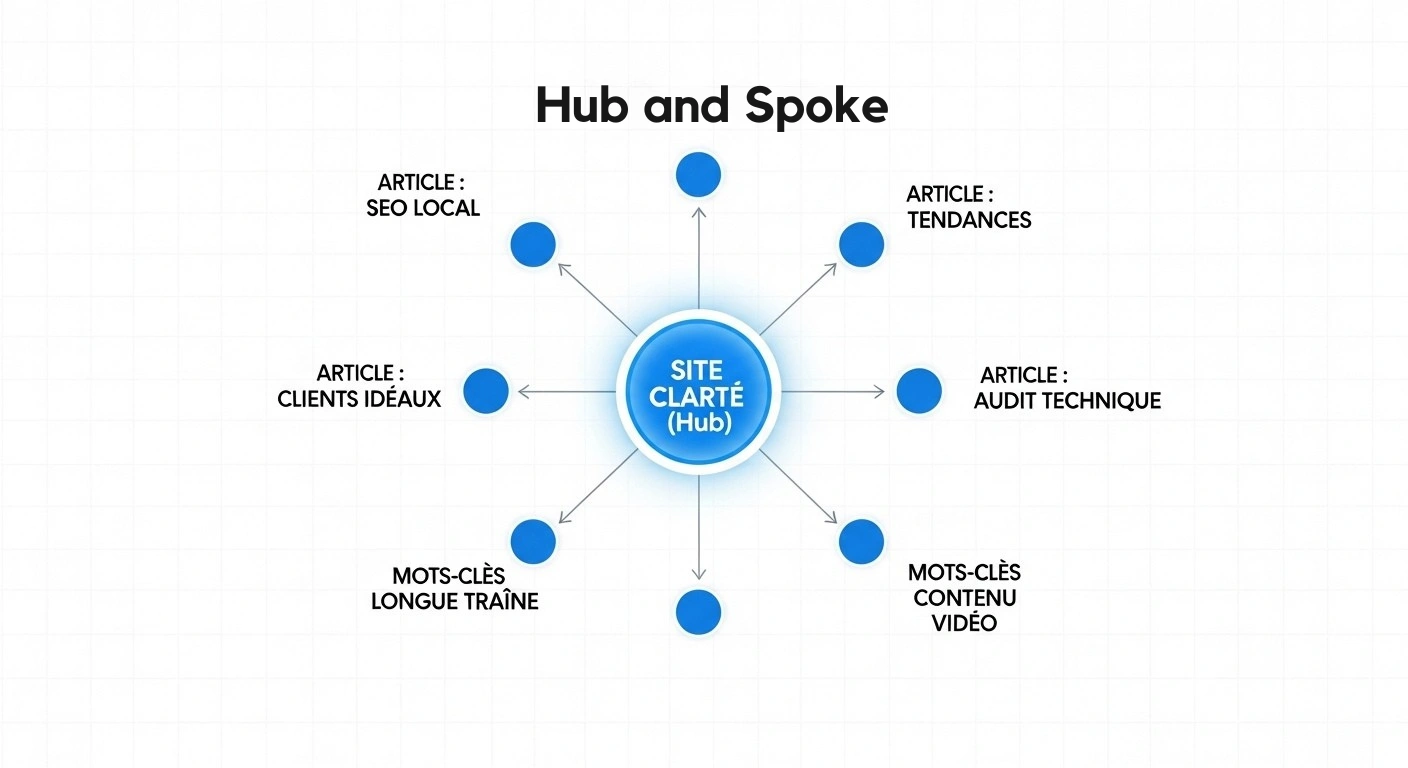 Hub and Spoke
ARTICLE :
SEO LOCAL
ARTICLE :
TENDANCES
ARTICLE :
CLIENTS IDÉAUX
SITE
CLARTÉ
(Hub)
ARTICLE :
AUDIT TECHNIQUE
MOTS-CLÈS
LONGUE TRAÎNE
MOTS-CLÈS
CONTENU
VIDÉO